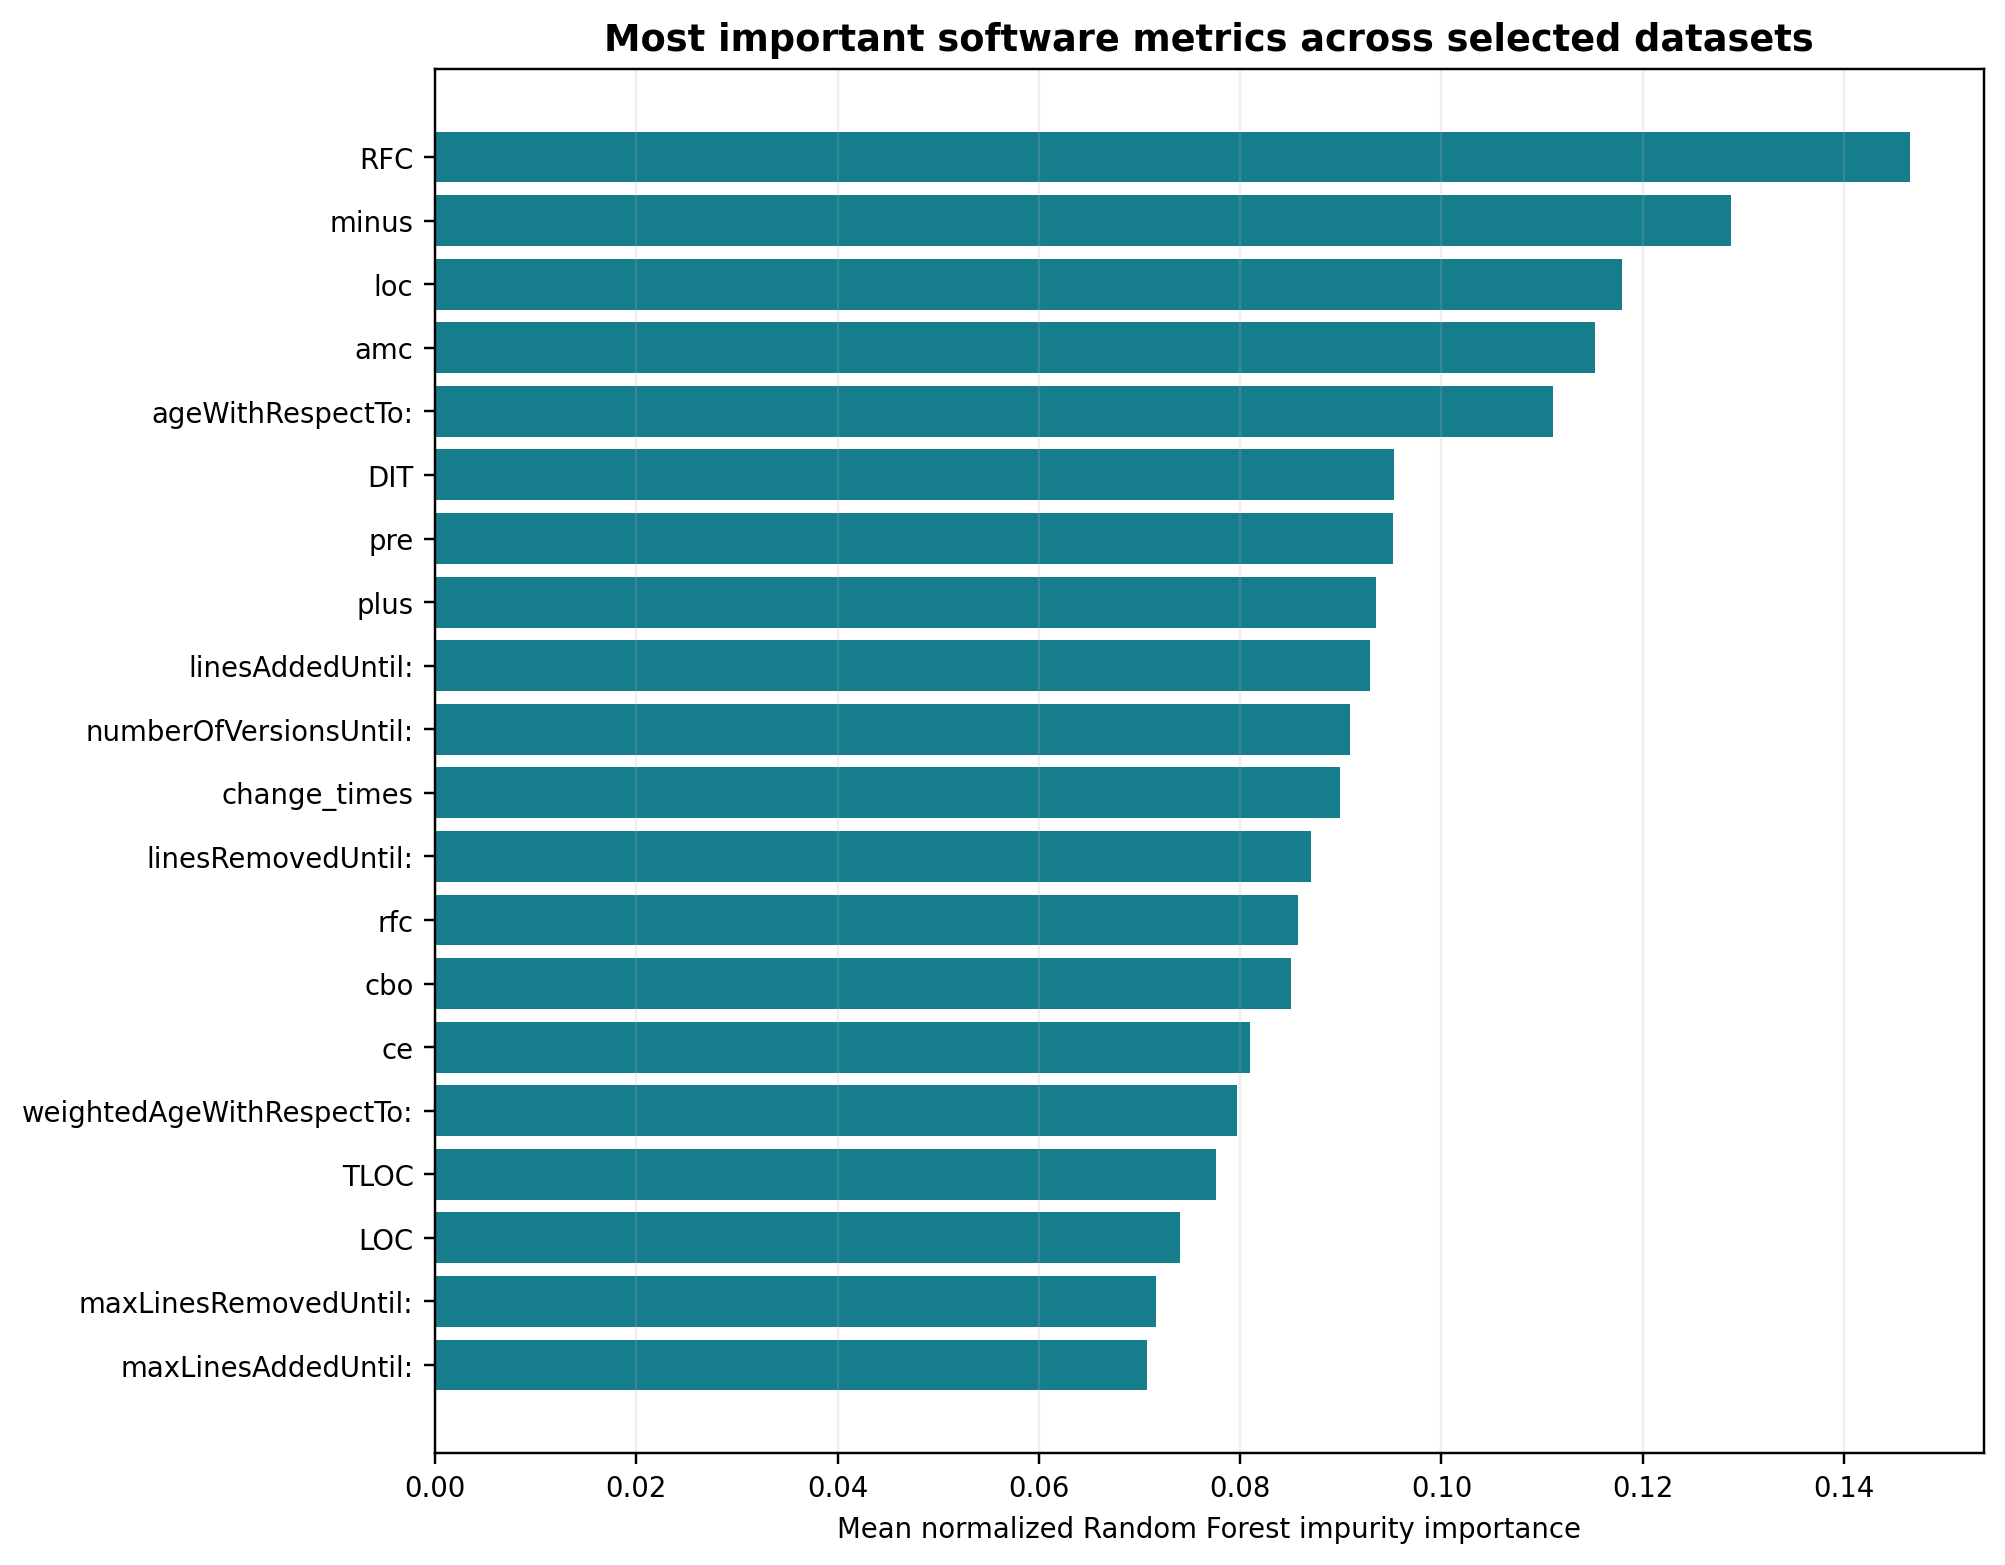 Most important software metrics across selected datasets
RFC
minus
loc
amc
ageWithRespectTo:
DIT
pre
plus
linesAddedUntil:
numberOfVersionsUntil:
change_times
linesRemovedUntil:
rfc
cbo
ce
weightedAgeWithRespectTo:
TLOC
LOC
maxLinesRemovedUntil:
maxLinesAddedUntil:
0.00 0.02 0.04 0.06 0.08 0.10 0.12 0.14
Mean normalized Random Forest impurity importance